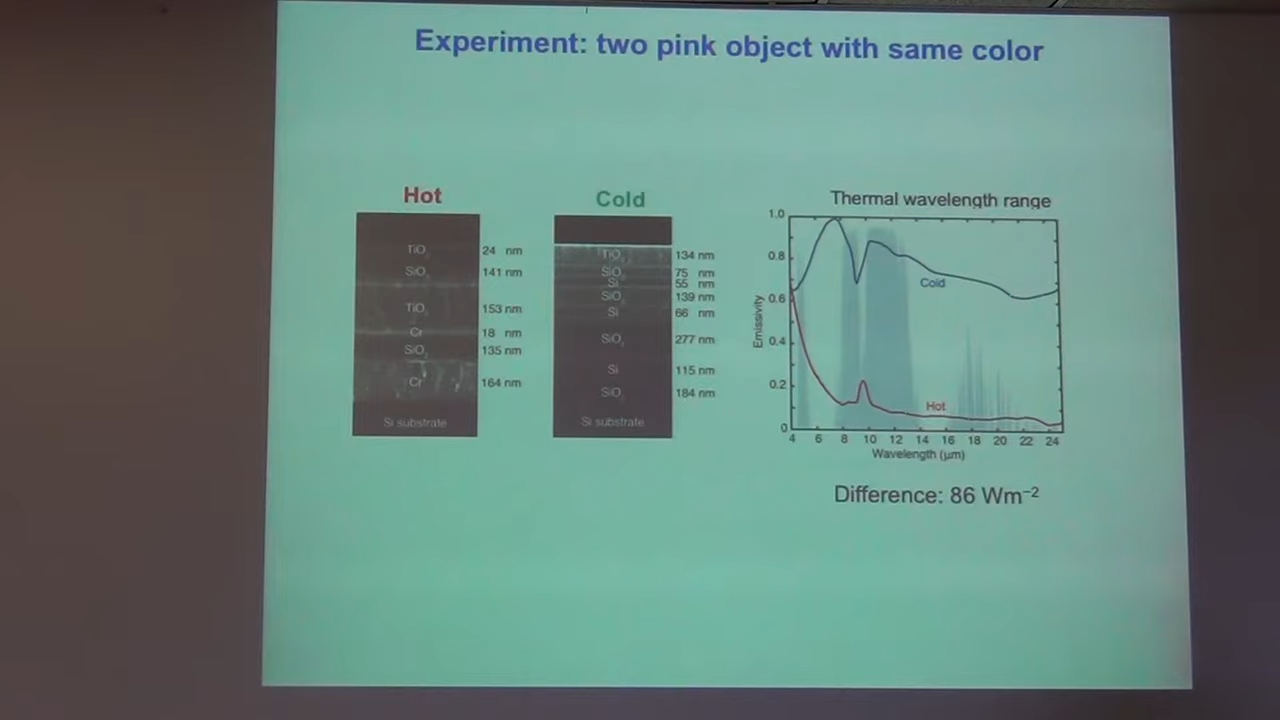 Experiment: two pink object with same color
Hot
TiO2 24 nm
SiO2 141 nm
TiO2 153 nm
Cr 18 nm
SiO2 135 nm
Cr 164 nm
Si substrate
Cold
TiO2 134 nm
SiO2 75 nm
Si 55 nm
SiO2 139 nm
Si 66 nm
SiO2 277 nm
Si 115 nm
SiO2 184 nm
Si substrate
Thermal wavelength range
1.0
0.8
0.6
0.4
0.2
0
Emissivity
Cold
Hot
4 6 8 10 12 14 16 18 20 22 24
Wavelength (μm)
Difference: 86 Wm⁻²